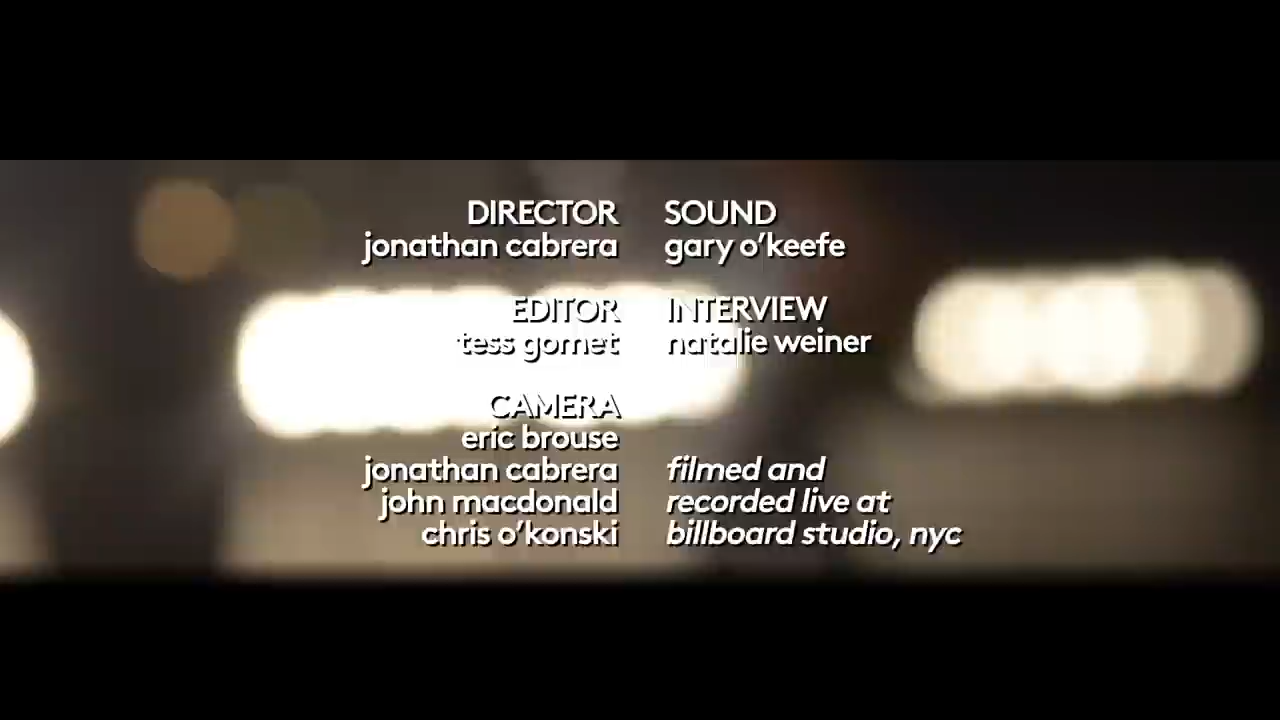 DIRECTOR
jonathan cabrera
EDITOR
tess gomet
CAMERA
eric brouse
jonathan cabrera
john macdonald
chris o’konski
SOUND
gary o’keefe
INTERVIEW
natalie weiner
filmed and
recorded live at
billboard studio, nyc